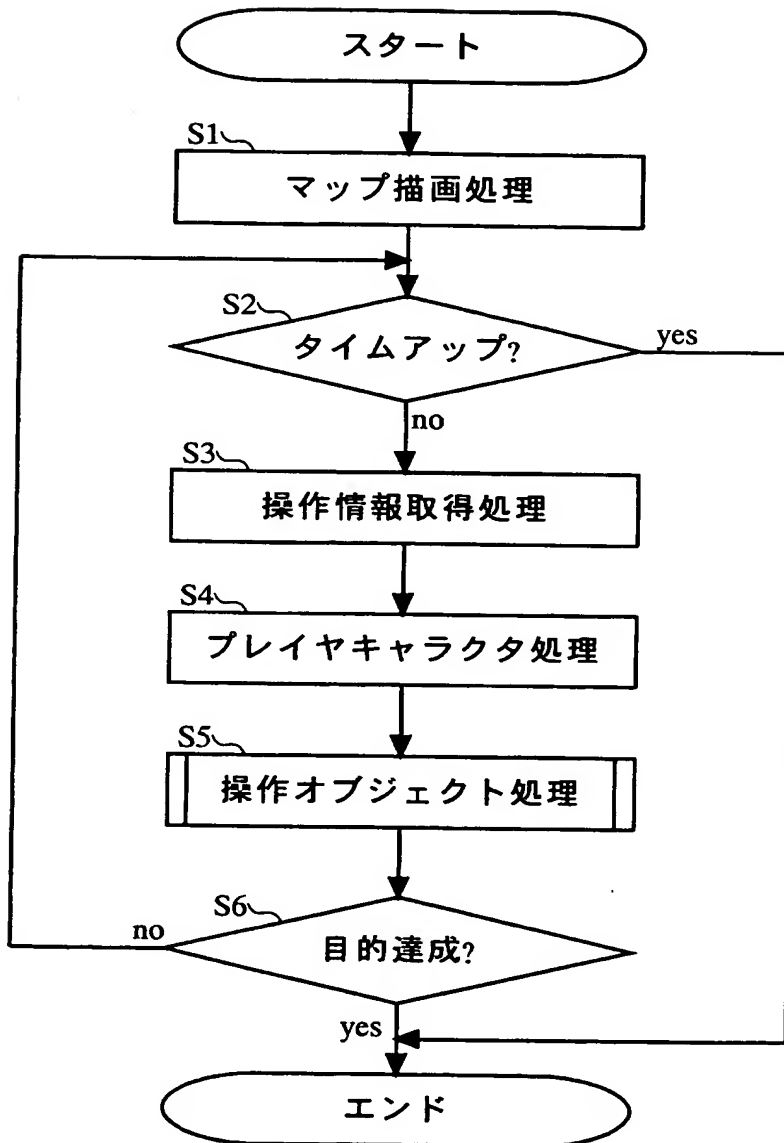 スタート
S1
マップ描画処理
S2
タイムアップ?
yes
no
S3
操作情報取得処理
S4
プレイヤキャラクタ処理
S5
操作オブジェクト処理
S6
no
目的達成?
yes
エンド